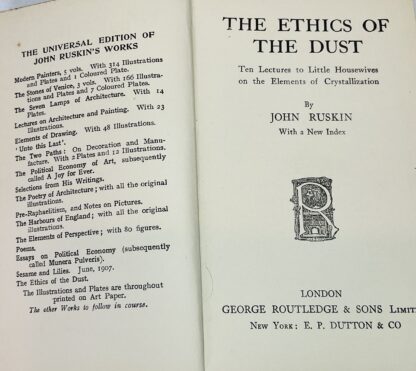 THE UNIVERSAL EDITION OF
JOHN RUSKIN'S WORKS
Modern Painters, 5 vols. With 314 Illustrations
and Plates and 1 Coloured Plate.
The Stones of Venice, 3 vols. With 166 Illustra-
tions and Plates and 7 Coloured Plates.
The Seven Lamps of Architecture. With 14
Plates.
Lectures on Architecture and Painting. With 23
Illustrations.
Elements of Drawing. With 48 Illustrations.
'Unto this Last'.
The Two Paths: On Decoration and Manu-
facture. With 2 Plates and 12 Illustrations.
The Political Economy of Art, subsequently
called A Joy for Ever.
Selections from His Writings.
The Poetry of Architecture; with all the original
illustrations.
Pre-Raphaelitism, and Notes on Pictures.
The Harbours of England; with all the original
illustrations.
The Elements of Perspective; with 80 figures.
Poems.
Essays on Political Economy (subsequently
called Munera Pulveris).
Sesame and Lilies. June, 1907.
The Ethics of the Dust.
The Illustrations and Plates are throughout
printed on Art Paper.
The other Works to follow in course.
THE ETHICS OF
THE DUST
Ten Lectures to Little Housewives
on the Elements of Crystallization
By
JOHN RUSKIN
With a New Index
R
LONDON
GEORGE ROUTLEDGE & SONS LIMIT
NEW YORK: E. P. DUTTON & CO